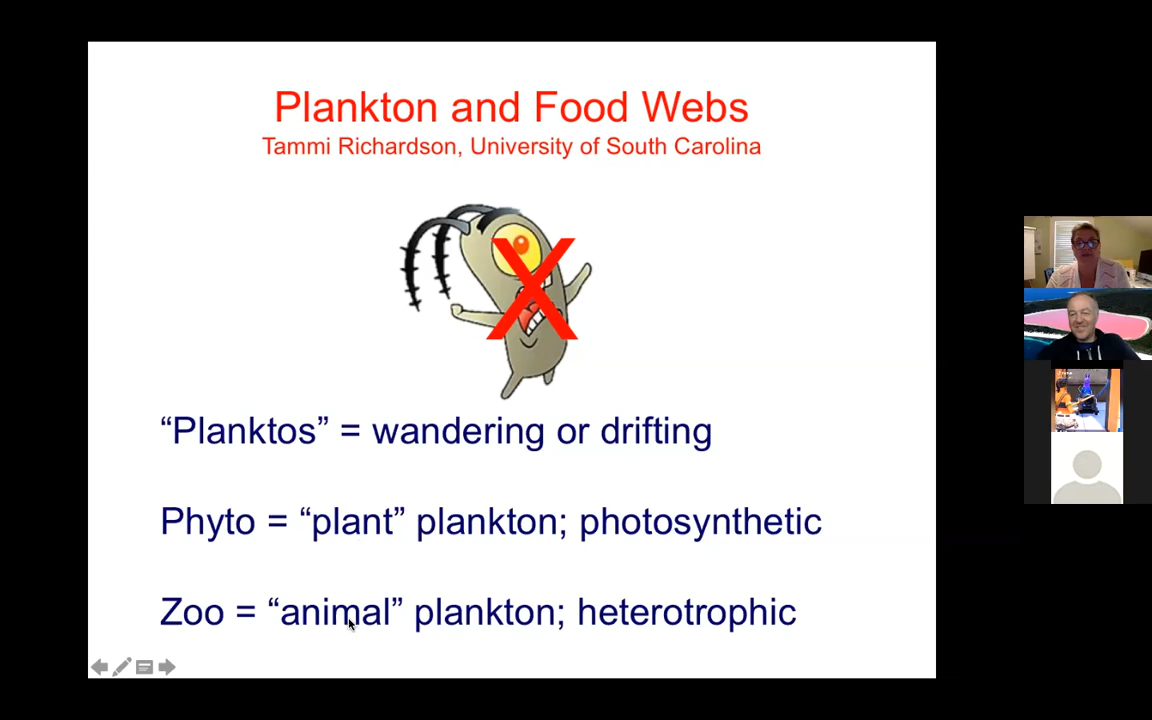 Plankton and Food Webs
Tammi Richardson, University of South Carolina
X
“Planktos” = wandering or drifting
Phyto = “plant” plankton; photosynthetic
Zoo = “animal” plankton; heterotrophic